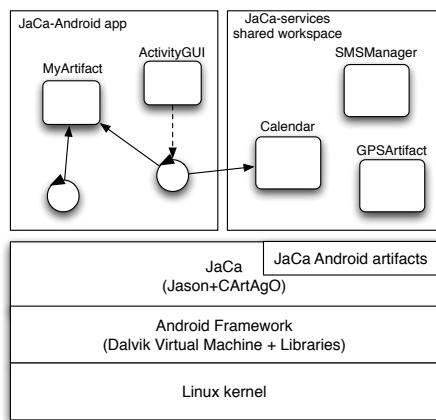 JaCa-Android app
JaCa-services
shared workspace
ActivityGUI
SMSManager
MyArtifact
Calendar
GPSArtifact
JaCa Android artifacts
JaCa
(Jason+CArtAgO)
Android Framework
(Dalvik Virtual Machine + Libraries)
Linux kernel